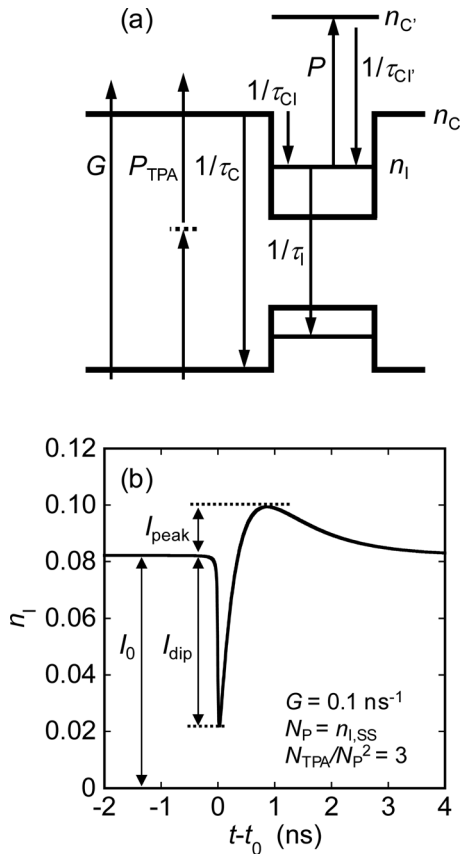 (a)
n_C'
P
1/τ_CI'
1/τ_CI
n_C
G
P_TPA
1/τ_C
n_I
1/τ_I
(b)
0.12
0.10
0.08
0.06
0.04
0.02
0
n_I
I_peak
I_0
I_dip
G = 0.1 ns⁻¹
N_P = n_I,SS
N_TPA/N_P² = 3
-2 -1 0 1 2 3 4
t-t_0 (ns)